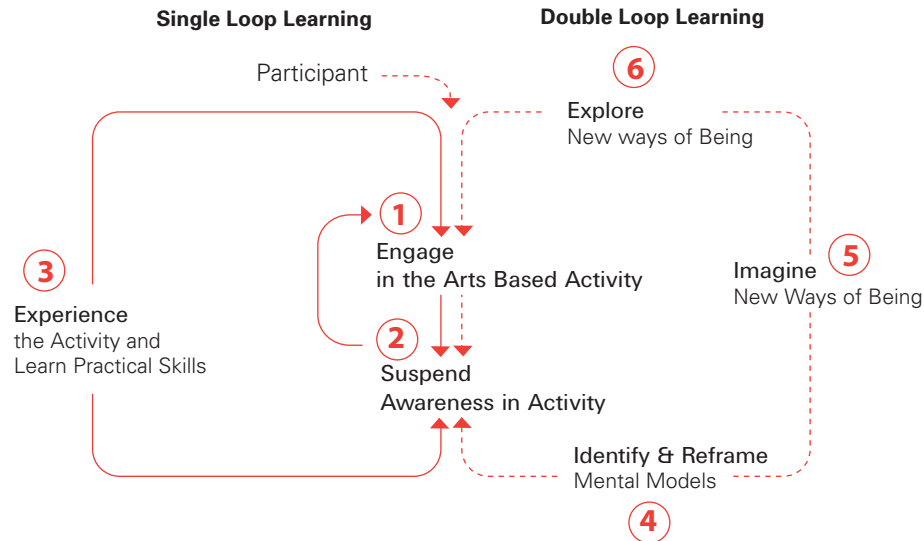 Single Loop Learning
Double Loop Learning
Participant
6
Explore
New ways of Being
1
Engage
in the Arts Based Activity
5
Imagine
New Ways of Being
3
Experience
the Activity and
Learn Practical Skills
2
Suspend
Awareness in Activity
Identify & Reframe
Mental Models
4